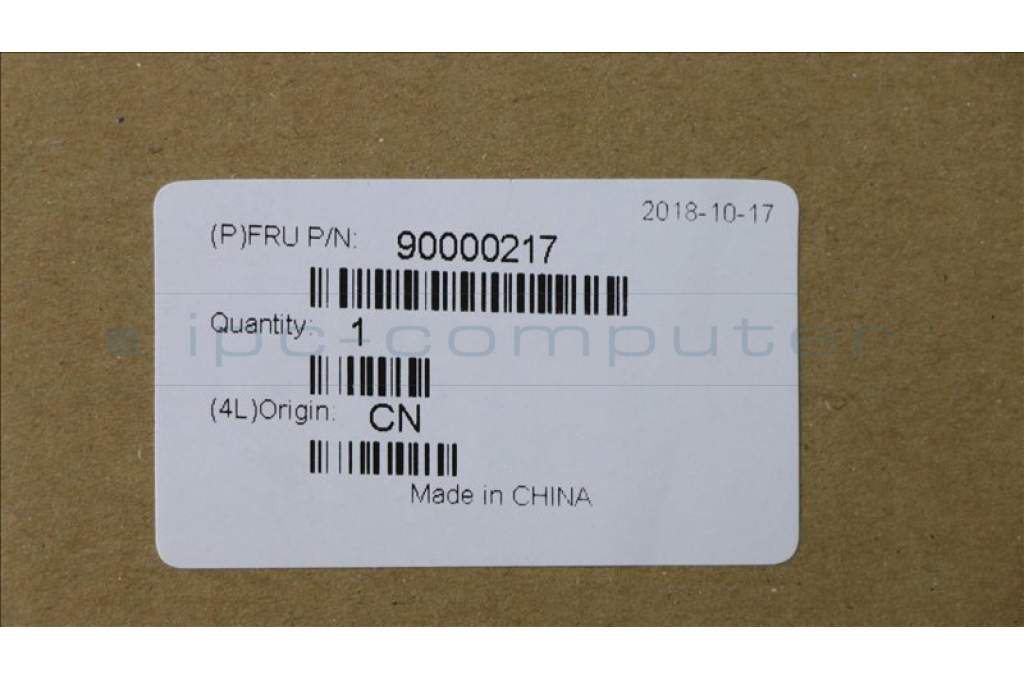 2018-10-17
(P)FRU P/N: 90000217
Quantity: 1
ipc-computer
(4L)Origin: CN
Made in CHINA